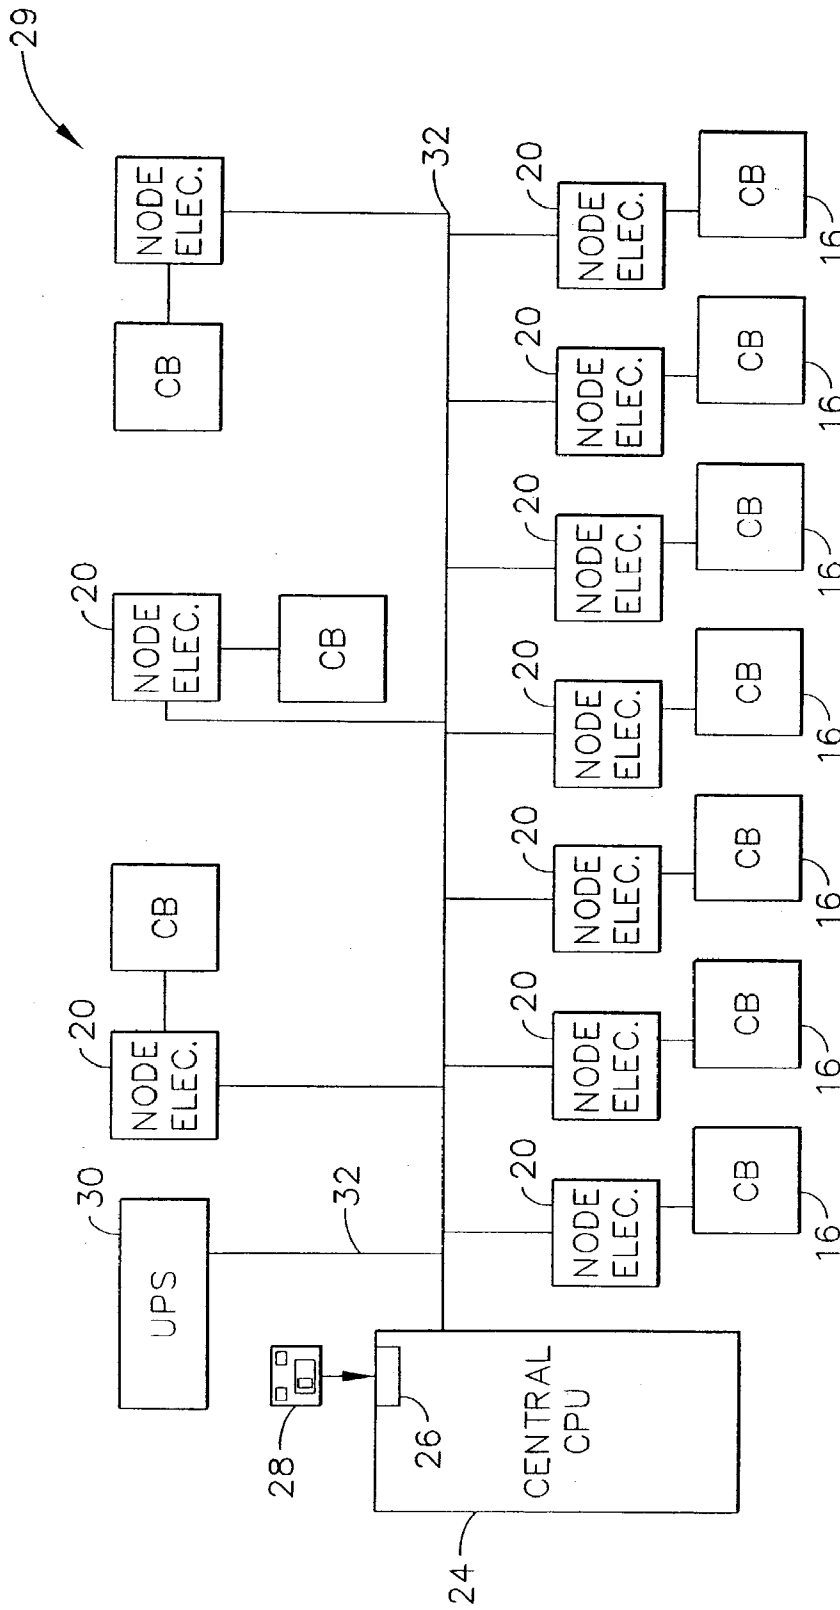 29
30
20
20
UPS
NODE
ELEC.
CB
NODE
ELEC.
CB
NODE
ELEC.
CB
28
32
32
26
24
CENTRAL
CPU
20
20
20
20
20
20
20
NODE
ELEC.
NODE
ELEC.
NODE
ELEC.
NODE
ELEC.
NODE
ELEC.
NODE
ELEC.
NODE
ELEC.
CB
CB
CB
CB
CB
CB
CB
16
16
16
16
16
16
16